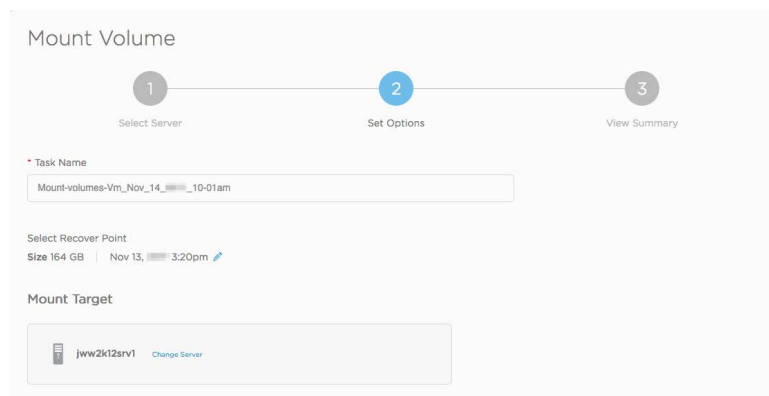 Mount Volume
1
2
3
Select Server
Set Options
View Summary
* Task Name
Mount-volumes-Vm_Nov_14_ _10-01am
Select Recover Point
Size 164 GB | Nov 13, 3:20pm
Mount Target
jww2k12srv1 Change Server